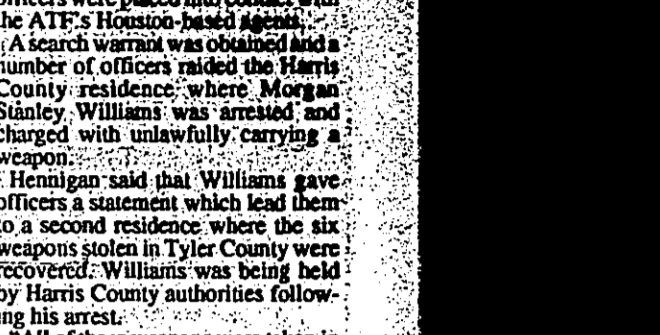 officers were placed into contact with
the ATF's Houston-based agents.
A search warrant was obtained and a
number of officers raided the Harris
County residence where Morgan
Stanley Williams was arrested and
charged with unlawfully carrying a
weapon.
Hennigan said that Williams gave
officers a statement which lead them
to a second residence where the six
weapons stolen in Tyler County were
recovered. Williams was being held
by Harris County authorities follow-
ing his arrest.
"All of the